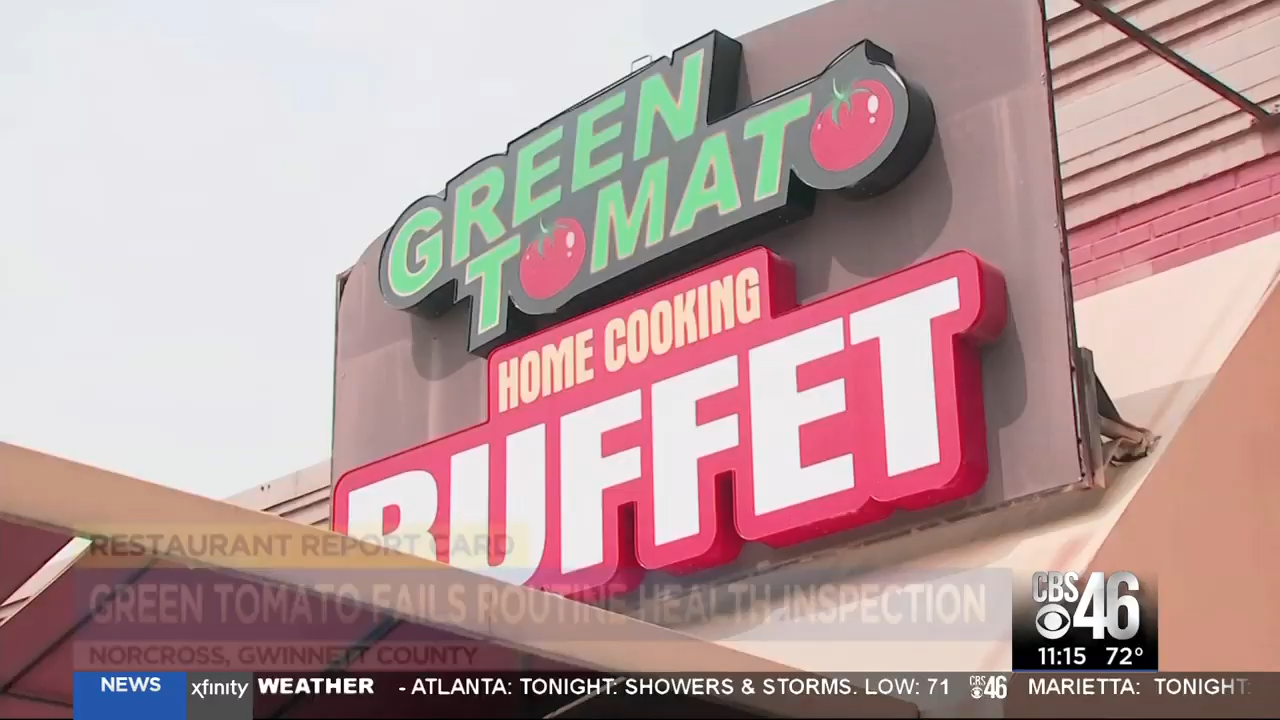 GREEN
TOMATO
HOME COOKING
BUFFET
RESTAURANT REPORT CARD
GREEN TOMATO FAILS ROUTINE HEALTH INSPECTION
NORCROSS, GWINNETT COUNTY
CBS 46
11:15 72°
NEWS xfinity WEATHER - ATLANTA: TONIGHT: SHOWERS & STORMS. LOW: 71 CBS 46 MARIETTA: TONIGHT: